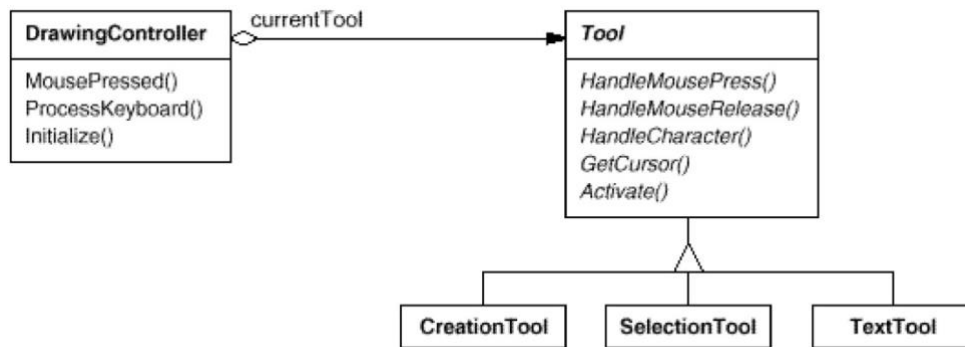 DrawingController
MousePressed()
ProcessKeyboard()
Initialize()
currentTool
Tool
HandleMousePress()
HandleMouseRelease()
HandleCharacter()
GetCursor()
Activate()
CreationTool
SelectionTool
TextTool